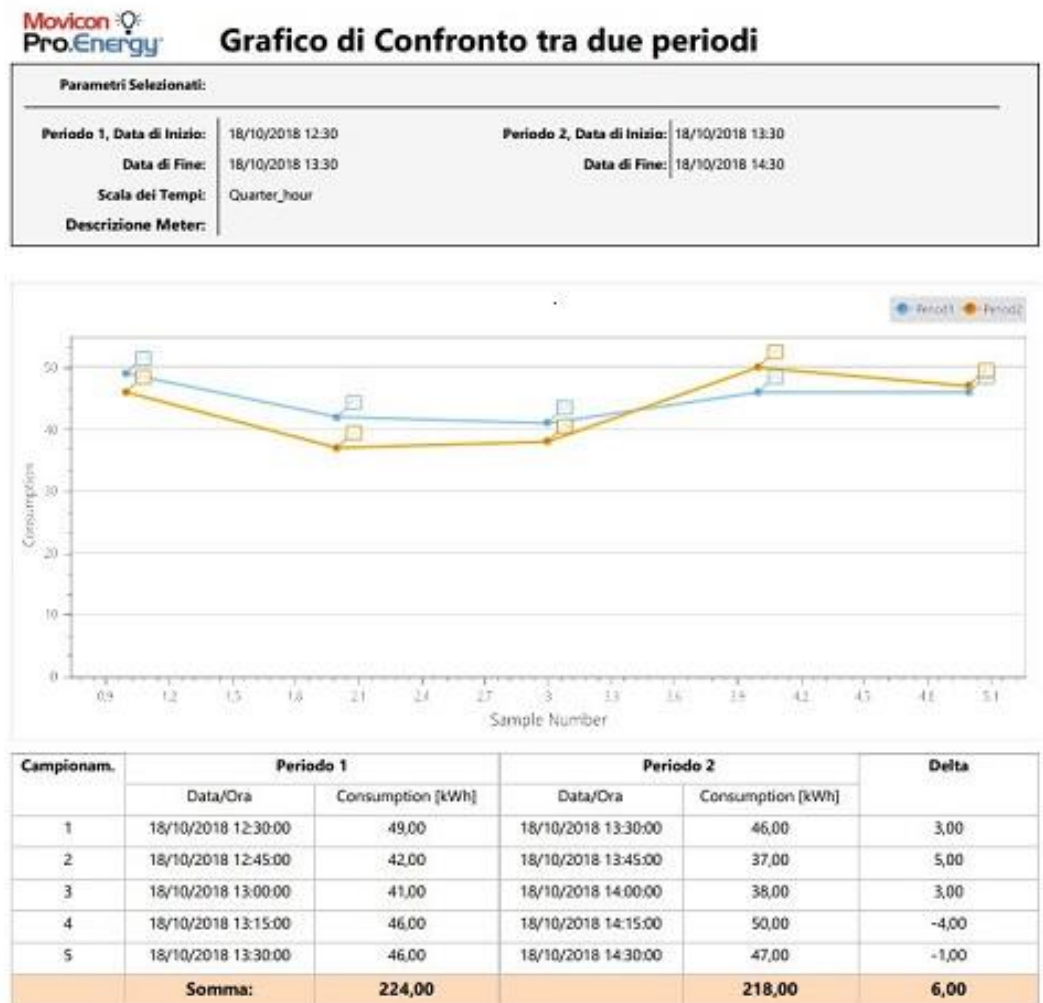 Movicon
Pro.Energy
Grafico di Confronto tra due periodi
Parametri Selezionati:
Periodo 1, Data di Inizio: 18/10/2018 12:30 Periodo 2, Data di Inizio: 18/10/2018 13:30
Data di Fine: 18/10/2018 13:30 Data di Fine: 18/10/2018 14:30
Scala dei Tempi: Quarter_hour
Descrizione Meter:
Period1 Period2
50
40
30
20
10
0
Consumption
0,9 1,2 1,5 1,8 2,1 2,4 2,7 3 3,3 3,6 3,9 4,2 4,5 4,8 5,1
Sample Number
Campionam. Periodo 1 Periodo 2 Delta
Data/Ora Consumption [kWh] Data/Ora Consumption [kWh]
1 18/10/2018 12:30:00 49,00 18/10/2018 13:30:00 46,00 3,00
2 18/10/2018 12:45:00 42,00 18/10/2018 13:45:00 37,00 5,00
3 18/10/2018 13:00:00 41,00 18/10/2018 14:00:00 38,00 3,00
4 18/10/2018 13:15:00 46,00 18/10/2018 14:15:00 50,00 -4,00
5 18/10/2018 13:30:00 46,00 18/10/2018 14:30:00 47,00 -1,00
Somma: 224,00 218,00 6,00